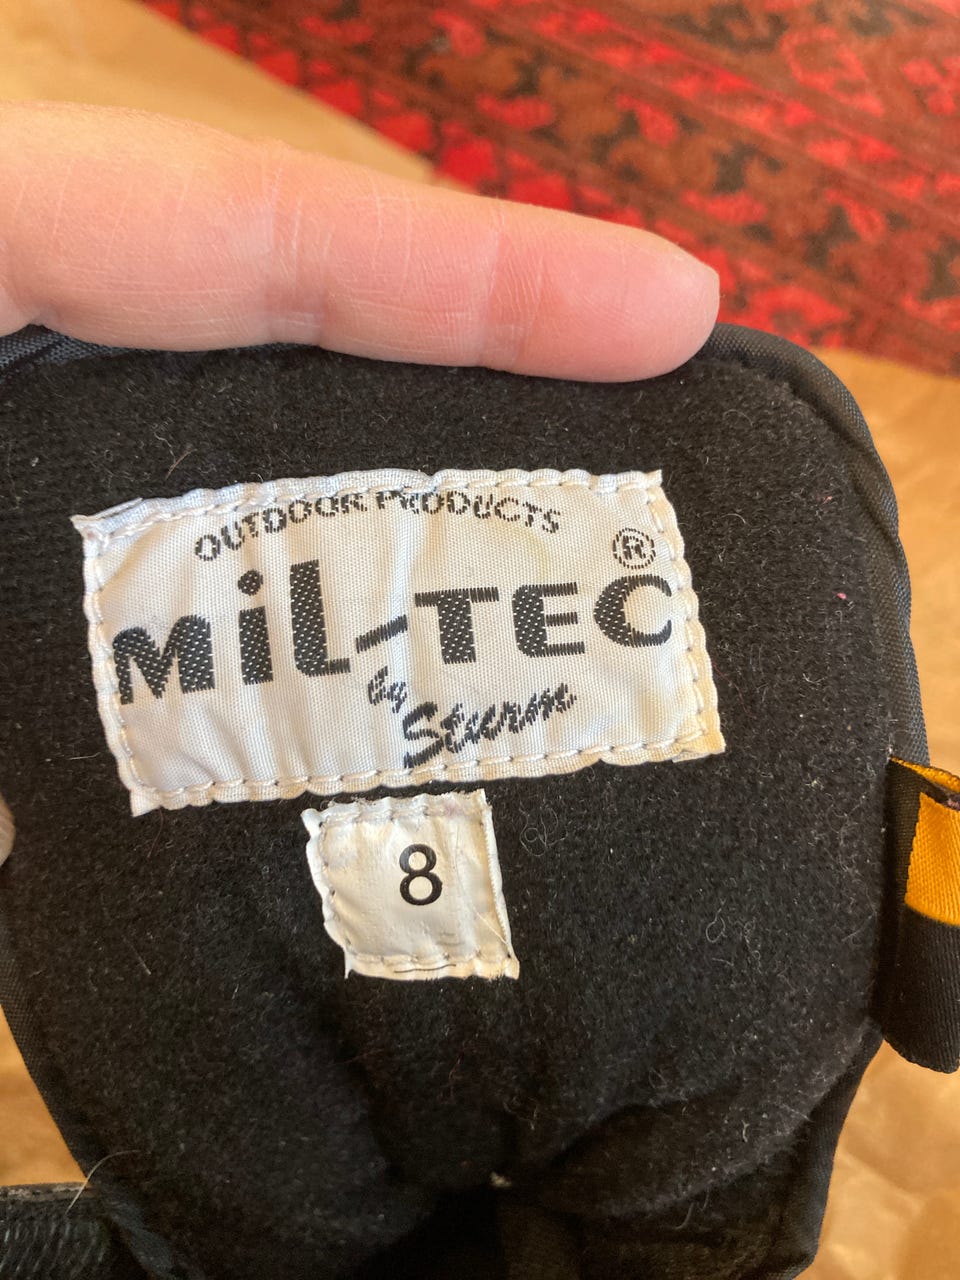 OUTDOOR PRODUCTS
MiL-TEC ®
by
Sturm
8